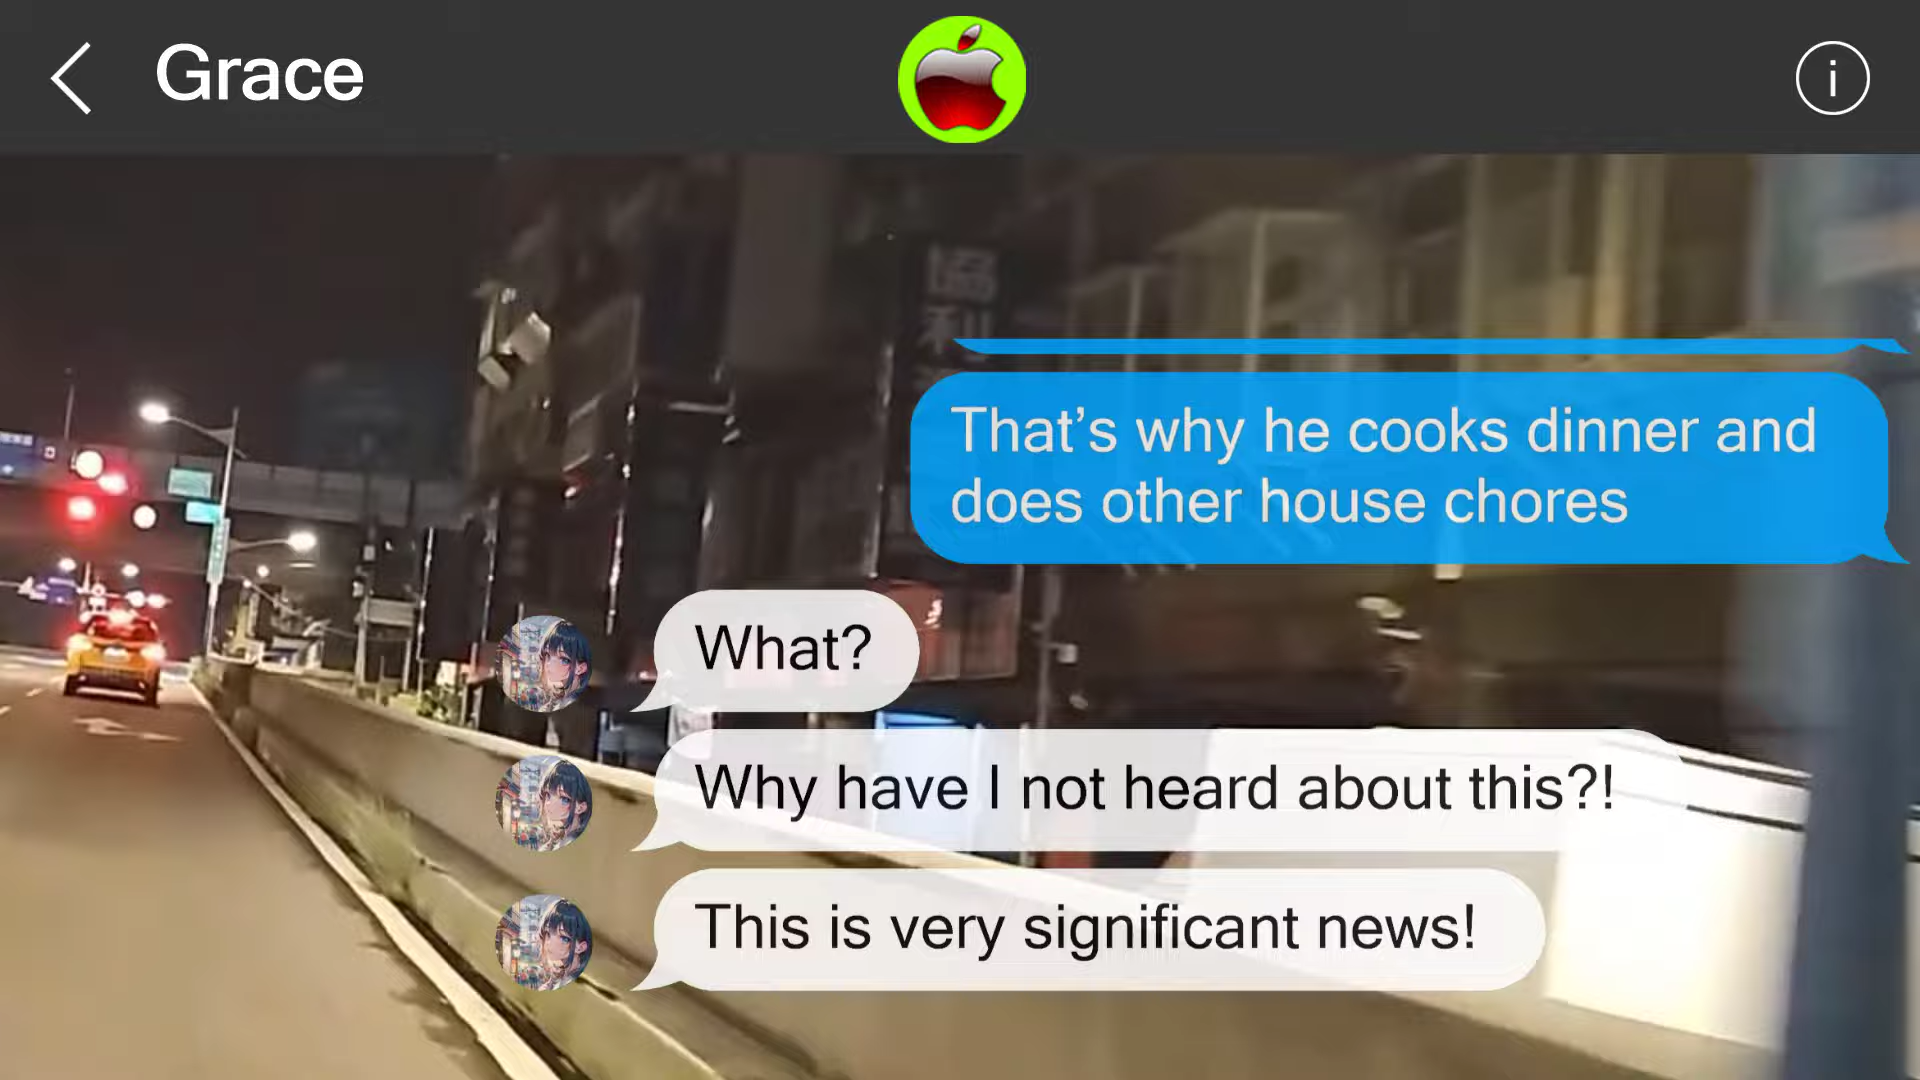 Grace
That’s why he cooks dinner and
does other house chores
What?
Why have I not heard about this?!
This is very significant news!